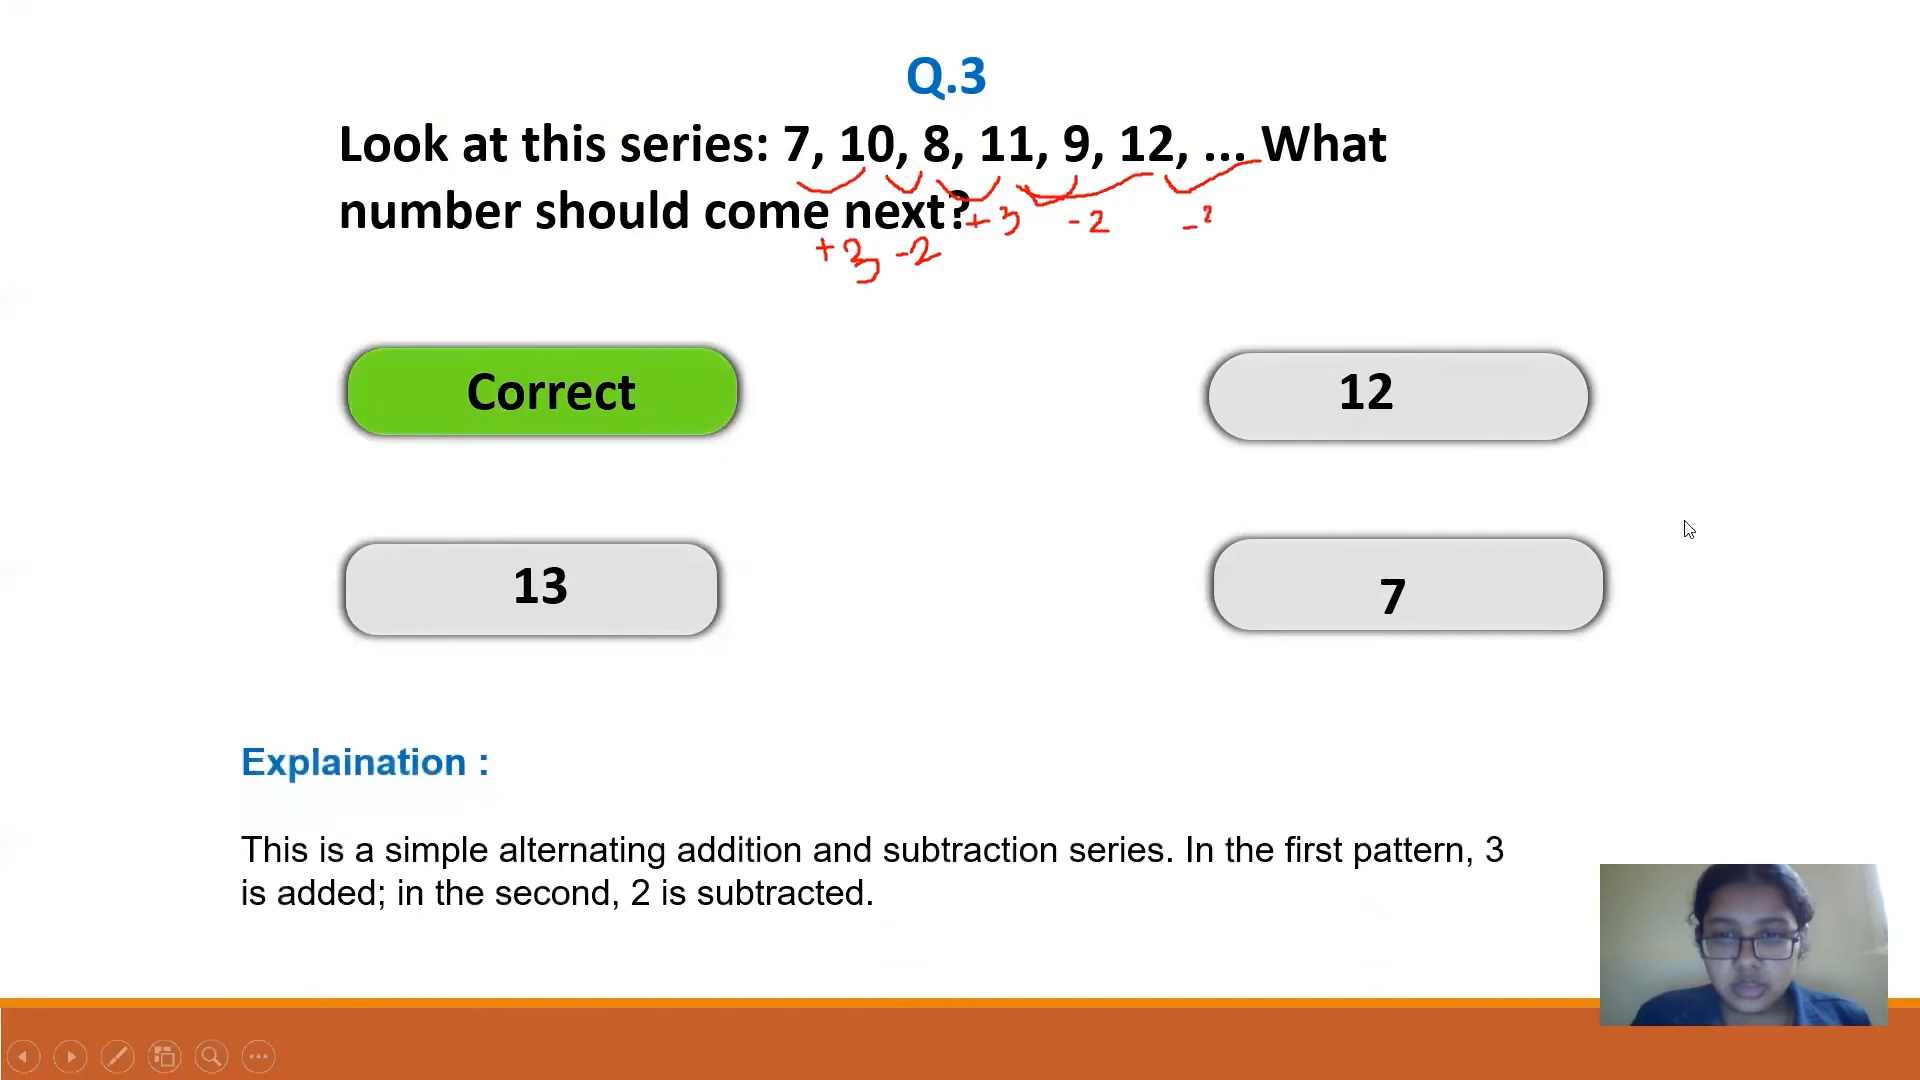 Q.3
Look at this series: 7, 10, 8, 11, 9, 12, ... What
number should come next?
+3 -2
+3 -2 -2
Correct
12
13
7
Explaination :
This is a simple alternating addition and subtraction series. In the first pattern, 3
is added; in the second, 2 is subtracted.